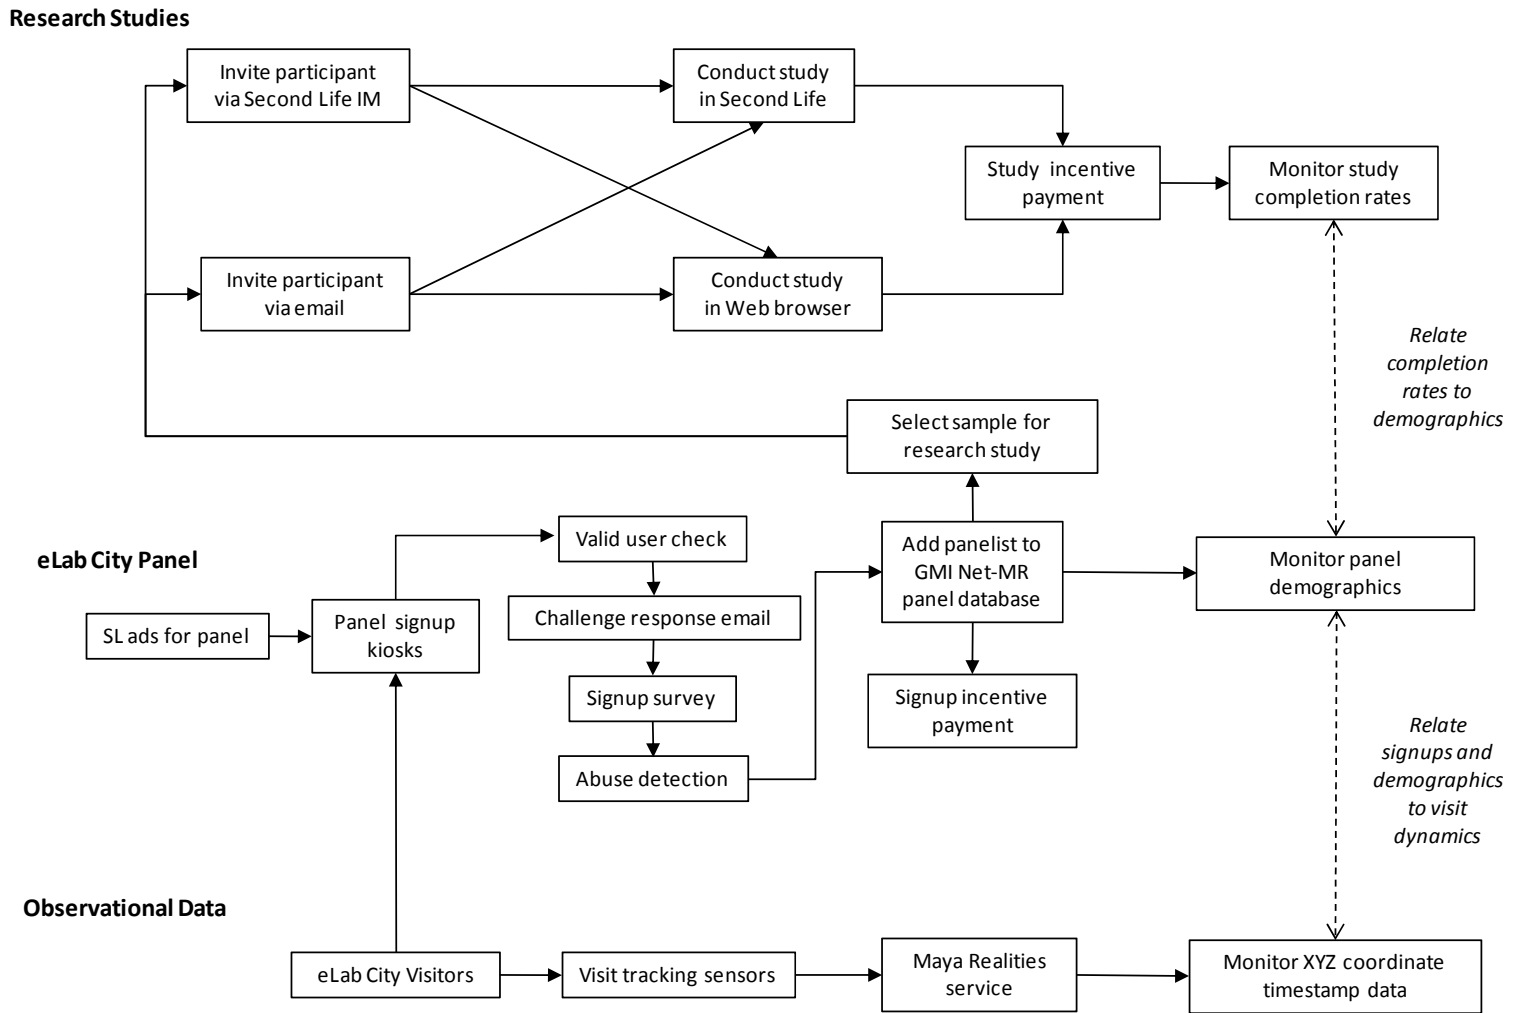 Research Studies
Invite participant
via Second Life IM
Conduct study
in Second Life
Study incentive
payment
Monitor study
completion rates
Invite participant
via email
Conduct study
in Web browser
Relate
completion
rates to
demographics
Select sample for
research study
eLab City Panel
SL ads for panel
Panel signup
kiosks
Valid user check
Challenge response email
Signup survey
Abuse detection
Add panelist to
GMI Net-MR
panel database
Signup incentive
payment
Monitor panel
demographics
Relate
signups and
demographics
to visit
dynamics
Observational Data
eLab City Visitors
Visit tracking sensors
Maya Realities
service
Monitor XYZ coordinate
timestamp data